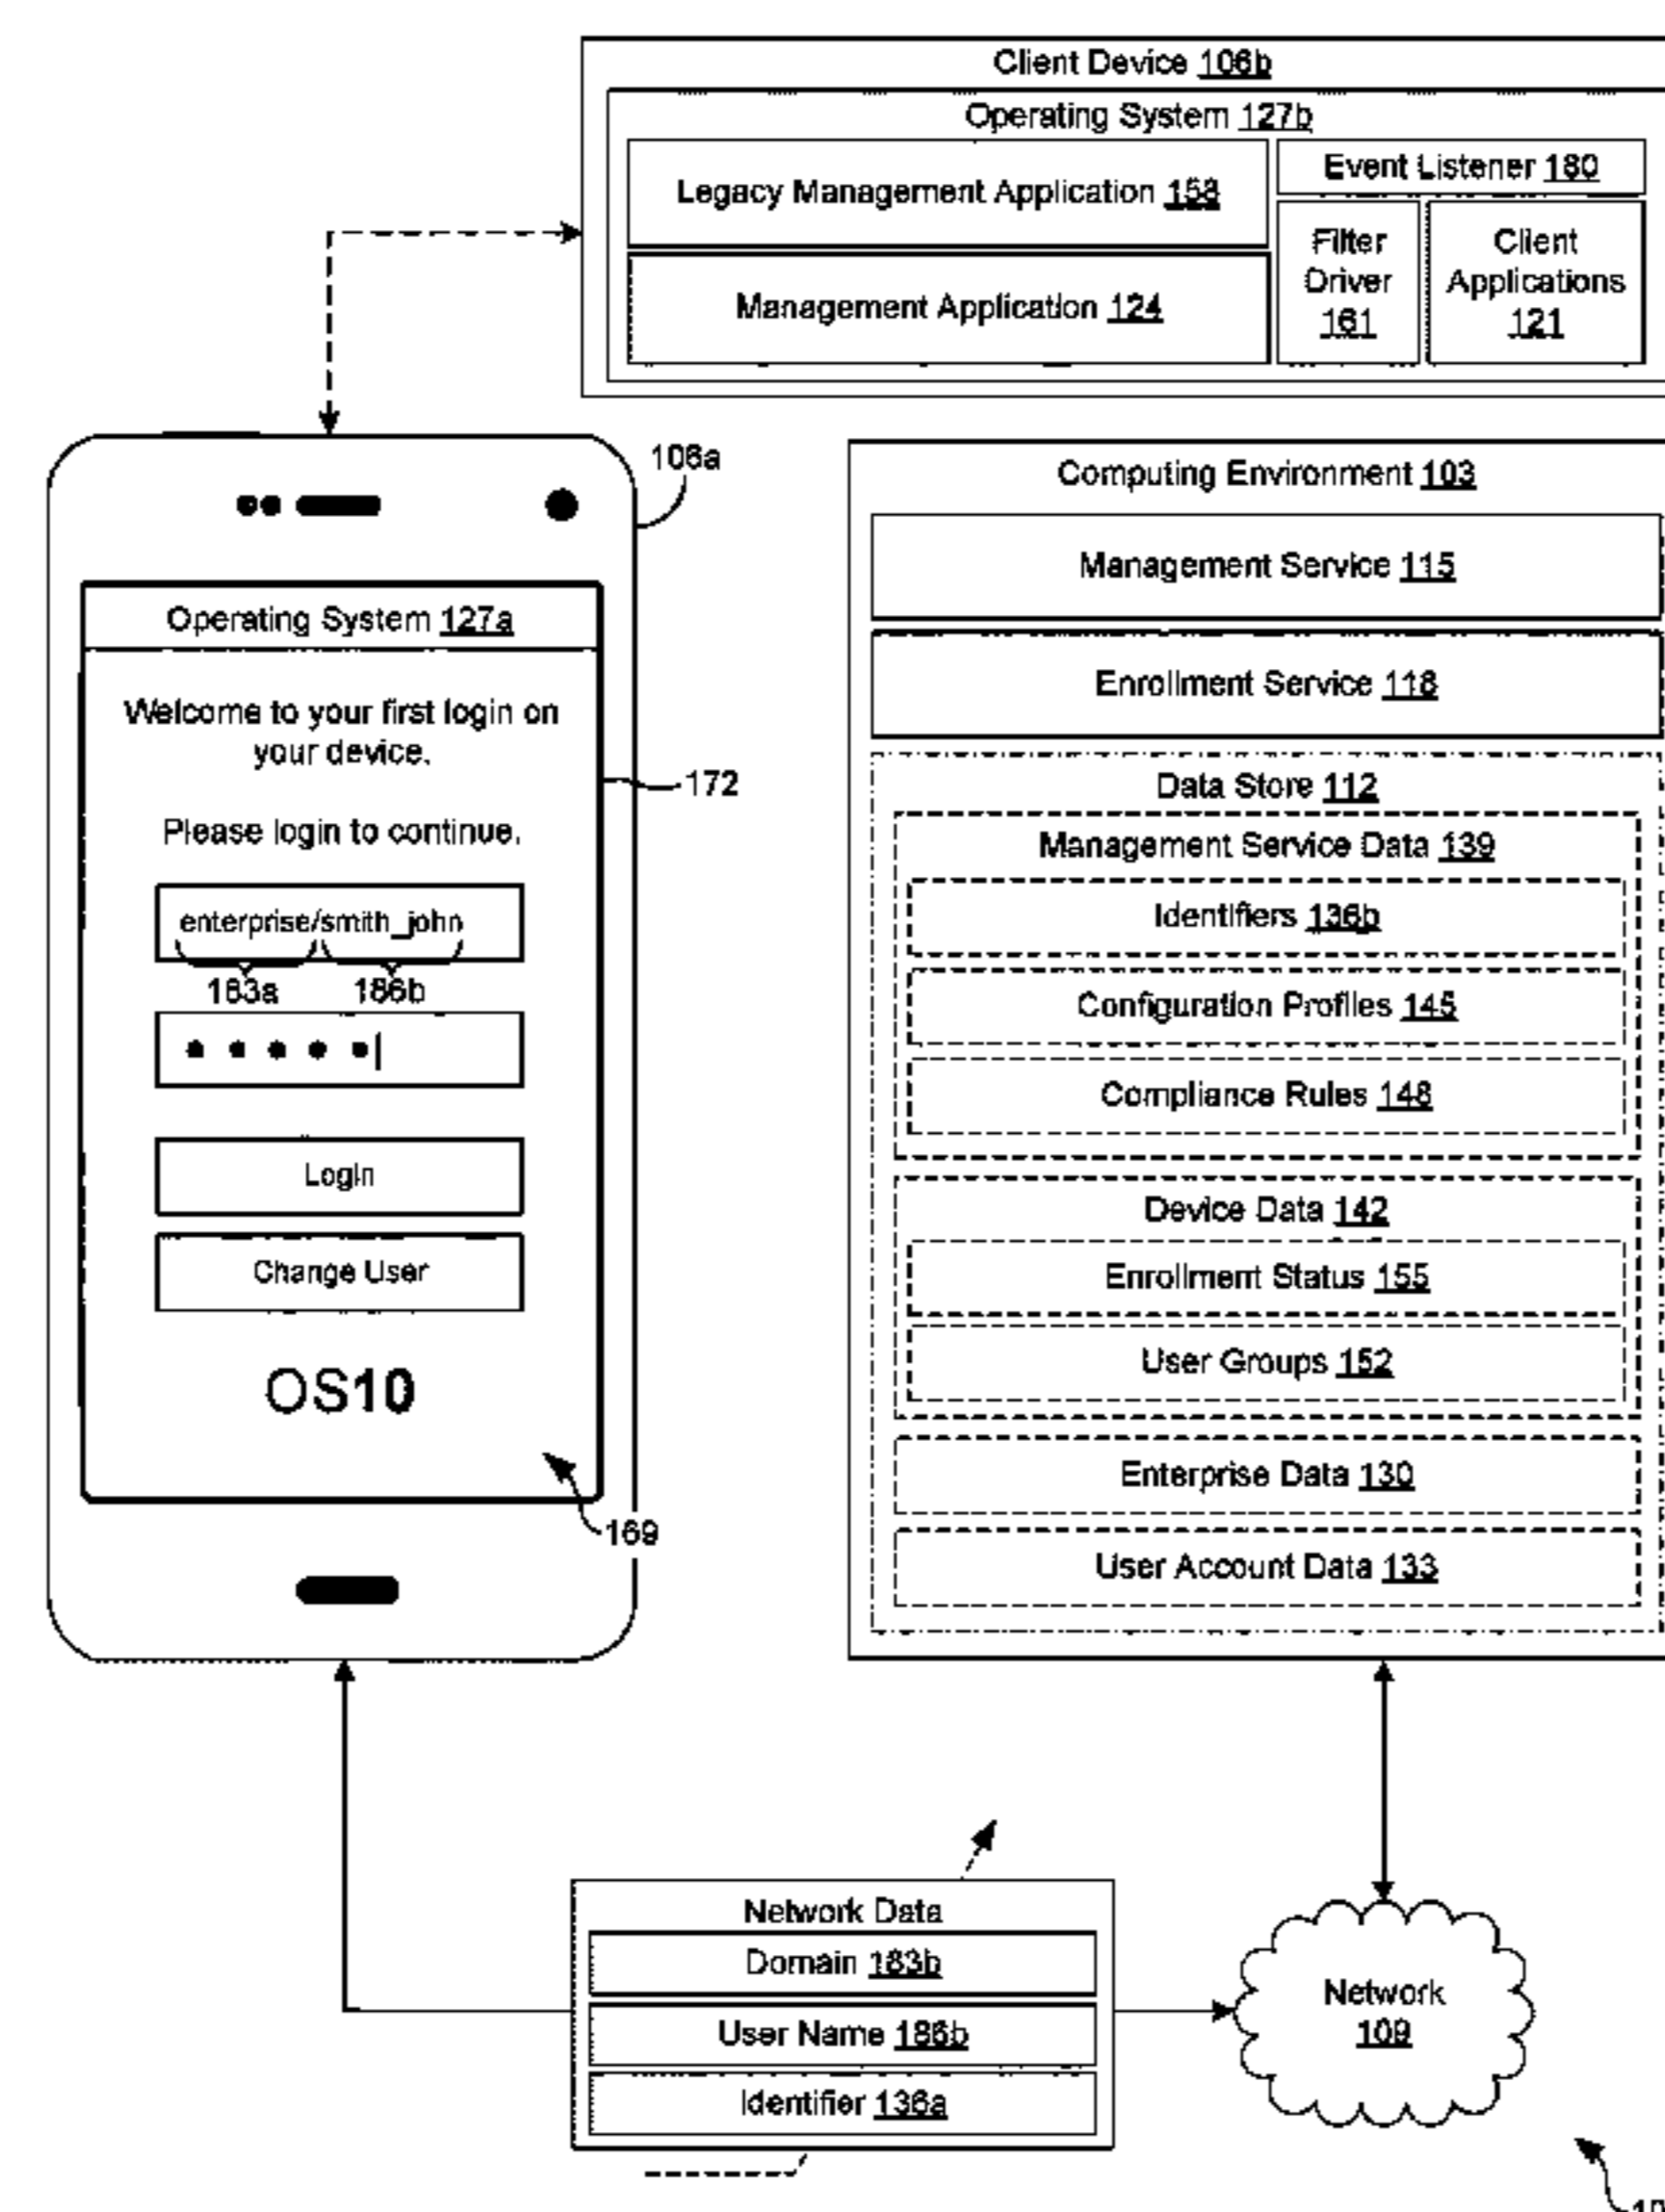 Client Device 106b
Operating System 127b
Legacy Management Application 158
Event Listener 180
Management Application 124
Filter
Driver
161
Client
Applications
121
106a
Operating System 127a
Welcome to your first login on
your device.
Please login to continue.
enterprise/smith_john
183a 186b
Login
Change User
OS10
172
169
Computing Environment 103
Management Service 115
Enrollment Service 118
Data Store 112
Management Service Data 139
Identifiers 136b
Configuration Profiles 145
Compliance Rules 148
Device Data 142
Enrollment Status 155
User Groups 152
Enterprise Data 130
User Account Data 133
Network Data
Domain 183b
User Name 186b
Identifier 136a
Network
109